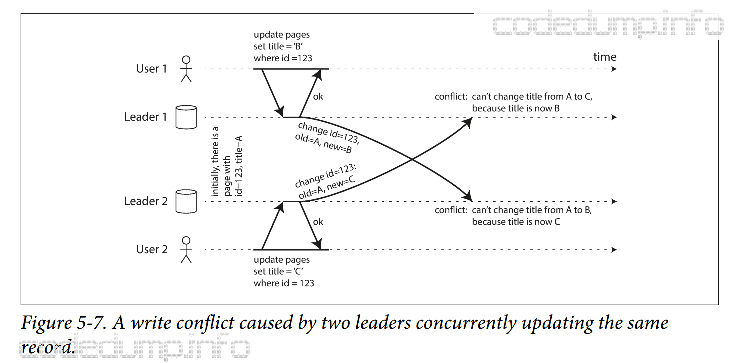 update pages
set title = 'B'
where id =123
time
User 1
ok
conflict: can't change title from A to C,
because title is now B
Leader 1
change id=123,
old=A, new=B
initially, there is a
page with
id=123, title=A
change id=123:
old=A, new=C
Leader 2
conflict: can't change title from A to B,
because title is now C
ok
User 2
update pages
set title = 'C'
where id = 123
Figure 5-7. A write conflict caused by two leaders concurrently updating the same
record.